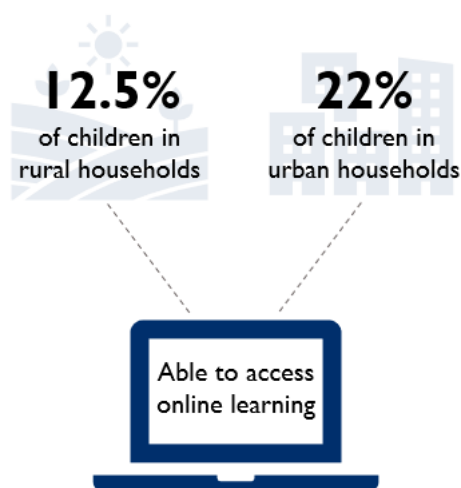 12.5%
of children in
rural households
22%
of children in
urban households
Able to access
online learning